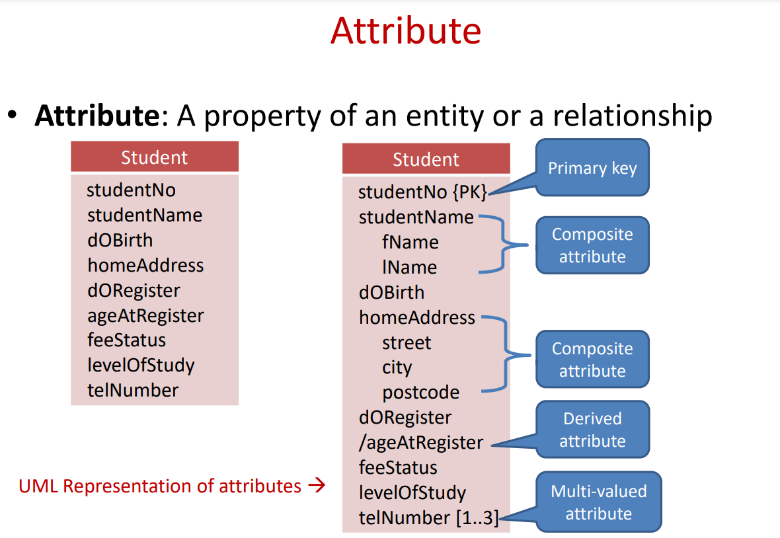 Attribute
• Attribute: A property of an entity or a relationship
Student
studentNo
studentName
dOBirth
homeAddress
dORegister
ageAtRegister
feeStatus
levelOfStudy
telNumber
UML Representation of attributes →
Student
studentNo {PK}
studentName
fName
lName
dOBirth
homeAddress
street
city
postcode
dORegister
/ageAtRegister
feeStatus
levelOfStudy
telNumber [1..3]
Primary key
Composite
attribute
Composite
attribute
Derived
attribute
Multi-valued
attribute